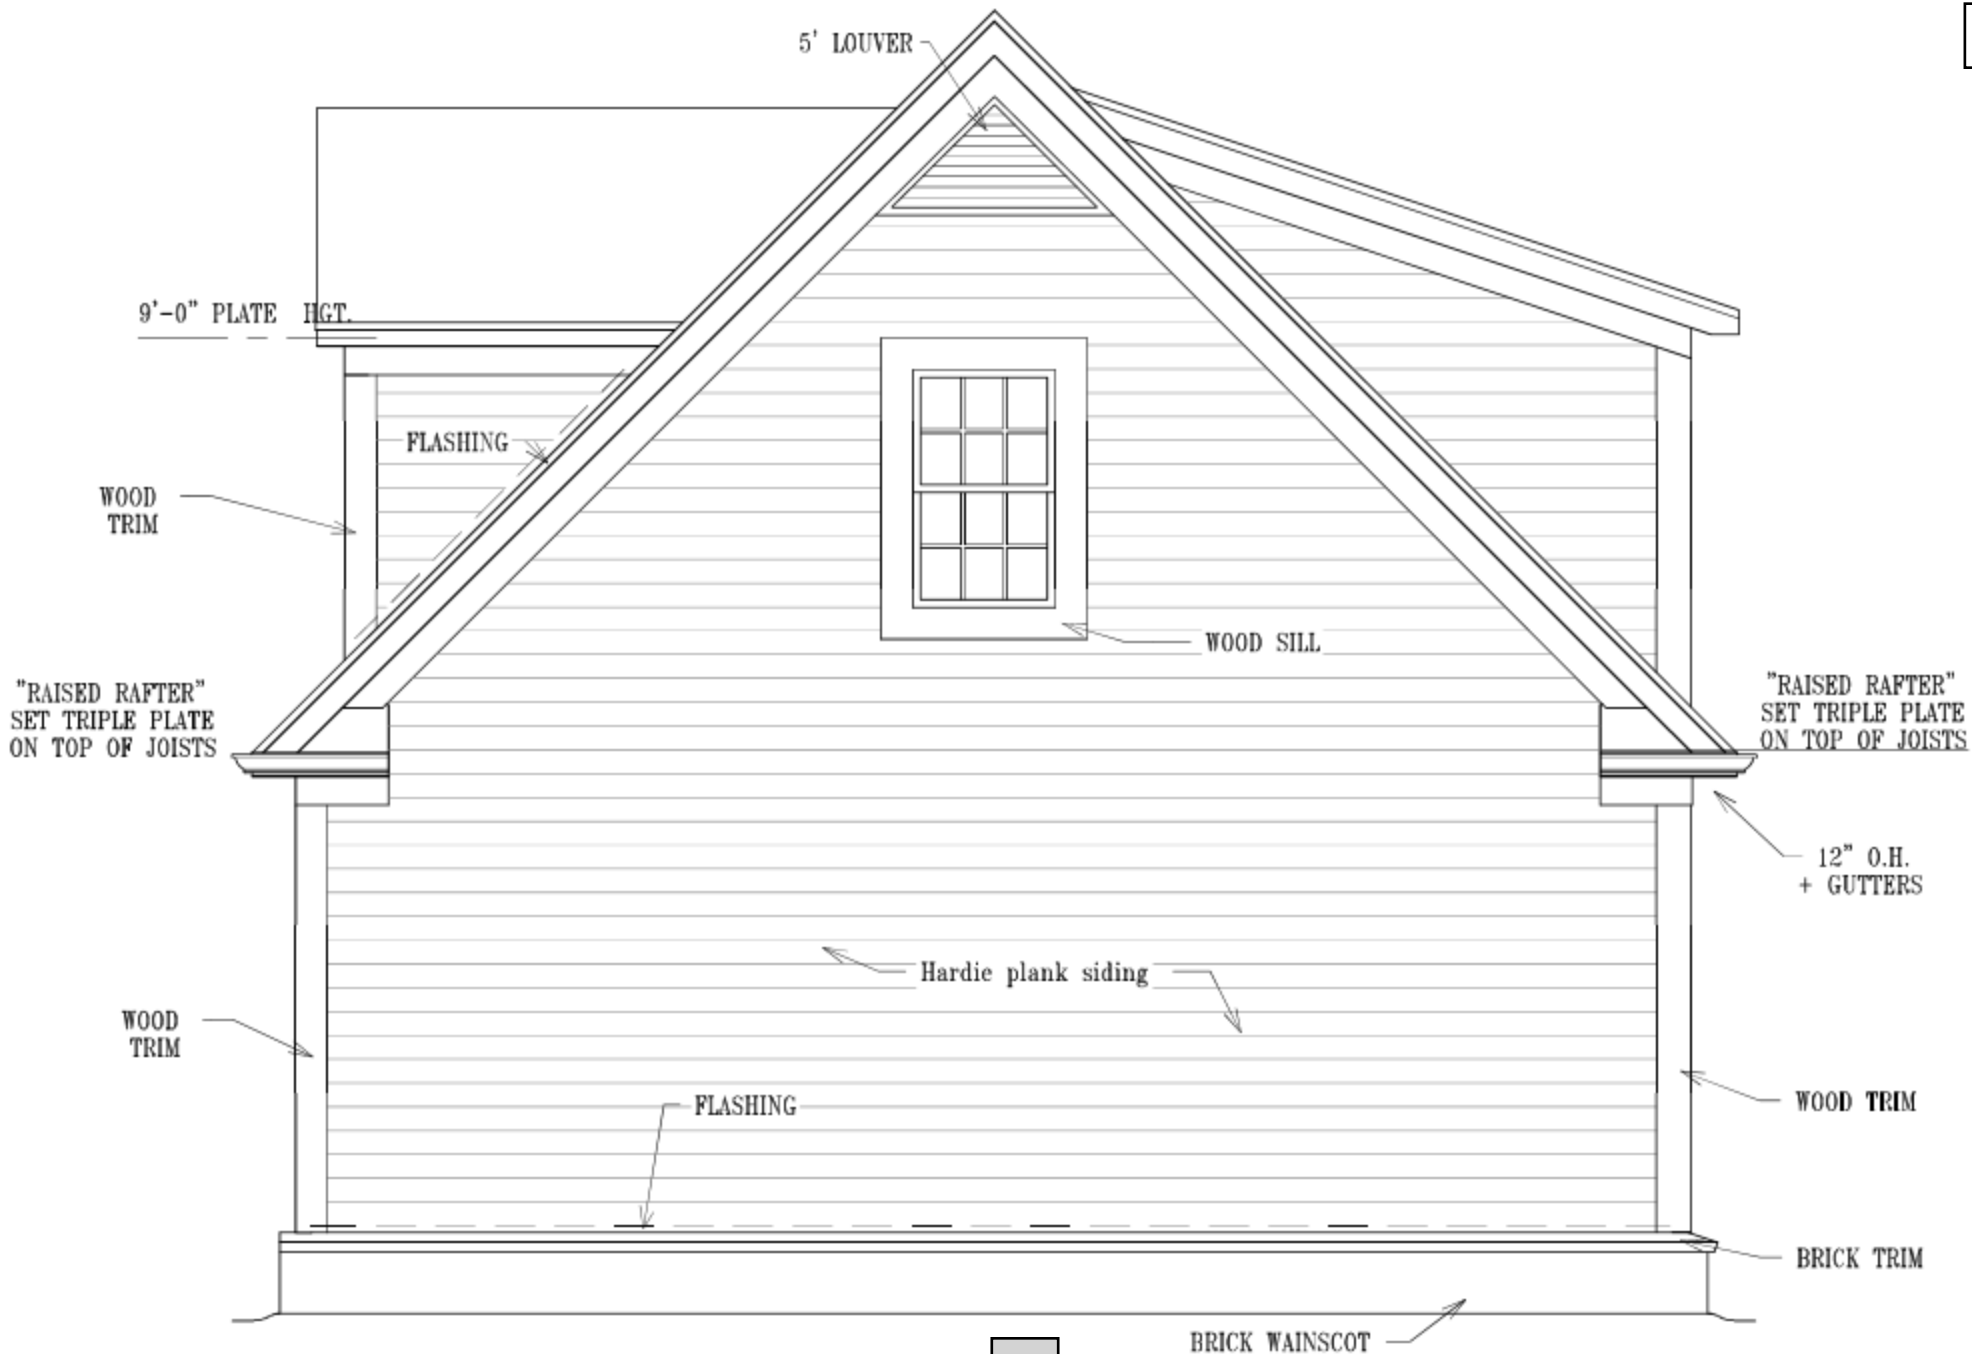 5' LOUVER
9'-0" PLATE HGT.
FLASHING
WOOD
TRIM
WOOD SILL
"RAISED RAFTER"
SET TRIPLE PLATE
ON TOP OF JOISTS
"RAISED RAFTER"
SET TRIPLE PLATE
ON TOP OF JOISTS
12" O.H.
+ GUTTERS
Hardie plank siding
WOOD
TRIM
FLASHING
WOOD TRIM
BRICK TRIM
BRICK WAINSCOT